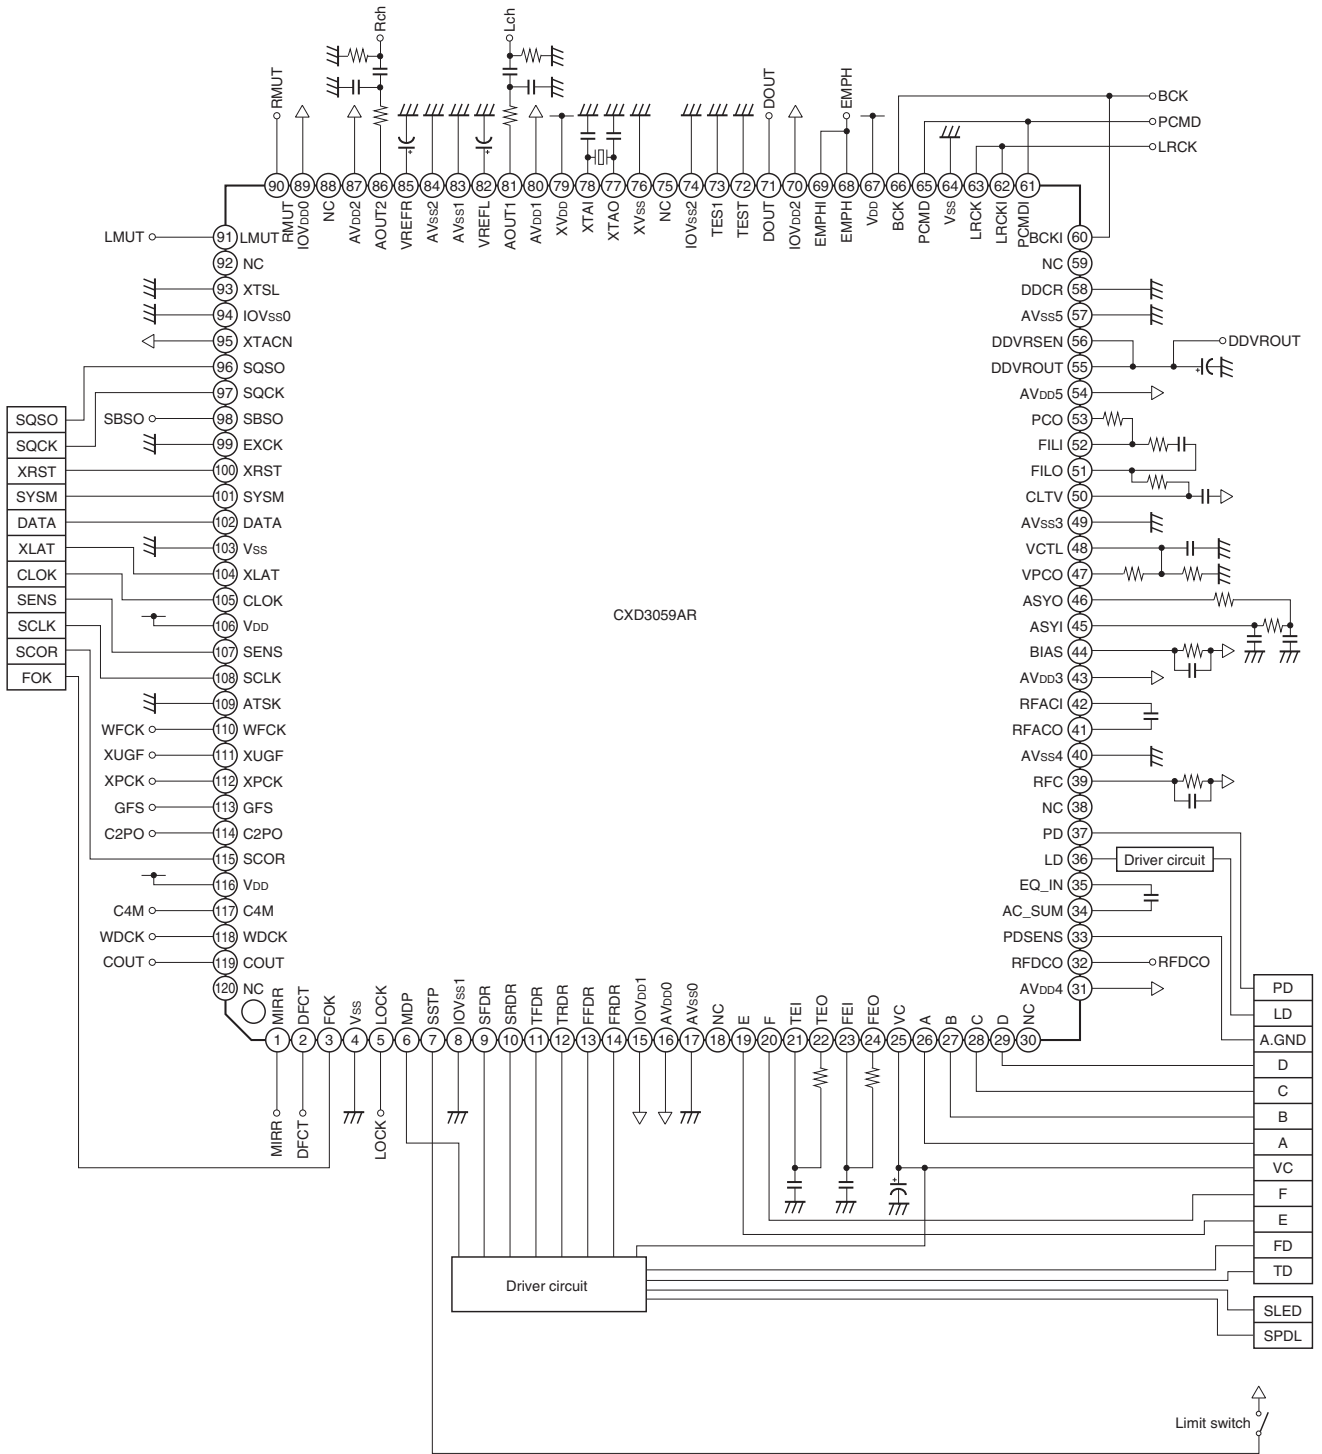 Rch
Lch
RMUT
DOUT
EMPH
BCK
PCMD
LRCK
90 89 88 87 86 85 84 83 82 81 80 79 78 77 76 75 74 73 72 71 70 69 68 67 66 65 64 63 62 61
RMUT
IOVDD0
NC
AVDD2
AOUT2
VREFR
AVSS2
AVSS1
VREFL
AOUT1
AVDD1
XVDD
XTAI
XTAO
XVSS
NC
IOVSS2
TES1
TEST
DOUT
IOVDD2
EMPHI
EMPH
VDD
BCK
PCMD
VSS
LRCK
LRCKI
PCMDI
LMUT 91 LMUT
92 NC
93 XTSL
94 IOVSS0
95 XTACN
96 SQSO
97 SQCK
SBSO 98 SBSO
99 EXCK
100 XRST
101 SYSM
102 DATA
103 VSS
104 XLAT
105 CLOK
106 VDD
107 SENS
108 SCLK
109 ATSK
WFCK 110 WFCK
XUGF 111 XUGF
XPCK 112 XPCK
GFS 113 GFS
C2PO 114 C2PO
115 SCOR
116 VDD
C4M 117 C4M
WDCK 118 WDCK
COUT 119 COUT
120 NC
SQSO
SQCK
XRST
SYSM
DATA
XLAT
CLOK
SENS
SCLK
SCOR
FOK
CXD3059AR
BCKI 60
NC 59
DDCR 58
AVSS5 57
DDVRSEN 56
DDVROUT
DDVROUT 55
AVDD5 54
PCO 53
FILI 52
FILO 51
CLTV 50
AVSS3 49
VCTL 48
VPCO 47
ASYO 46
ASYI 45
BIAS 44
AVDD3 43
RFACI 42
RFACO 41
AVSS4 40
RFC 39
NC 38
PD 37
LD 36 Driver circuit
EQ_IN 35
AC_SUM 34
PDSENS 33
RFDCO 32 RFDCO
AVDD4 31
MIRR
DFCT
FOK
VSS
LOCK
MDP
SSTP
IOVSS1
SFDR
SRDR
TFDR
TRDR
FFDR
FRDR
IOVDD1
AVDD0
AVSS0
NC
E
F
TEI
TEO
FEI
FEO
VC
A
B
C
D
NC
1 2 3 4 5 6 7 8 9 10 11 12 13 14 15 16 17 18 19 20 21 22 23 24 25 26 27 28 29 30
MIRR
DFCT
LOCK
PD
LD
A.GND
D
C
B
A
VC
F
E
FD
TD
SLED
SPDL
Driver circuit
Limit switch